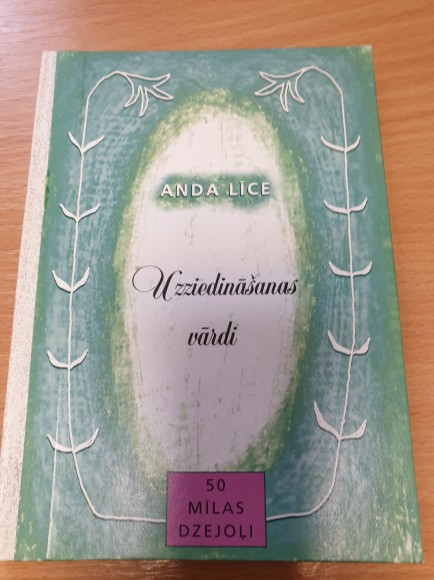 ANDA LĪCE
Uzziedināšanas
vārdi
50
MĪLAS
DZEJOĻI